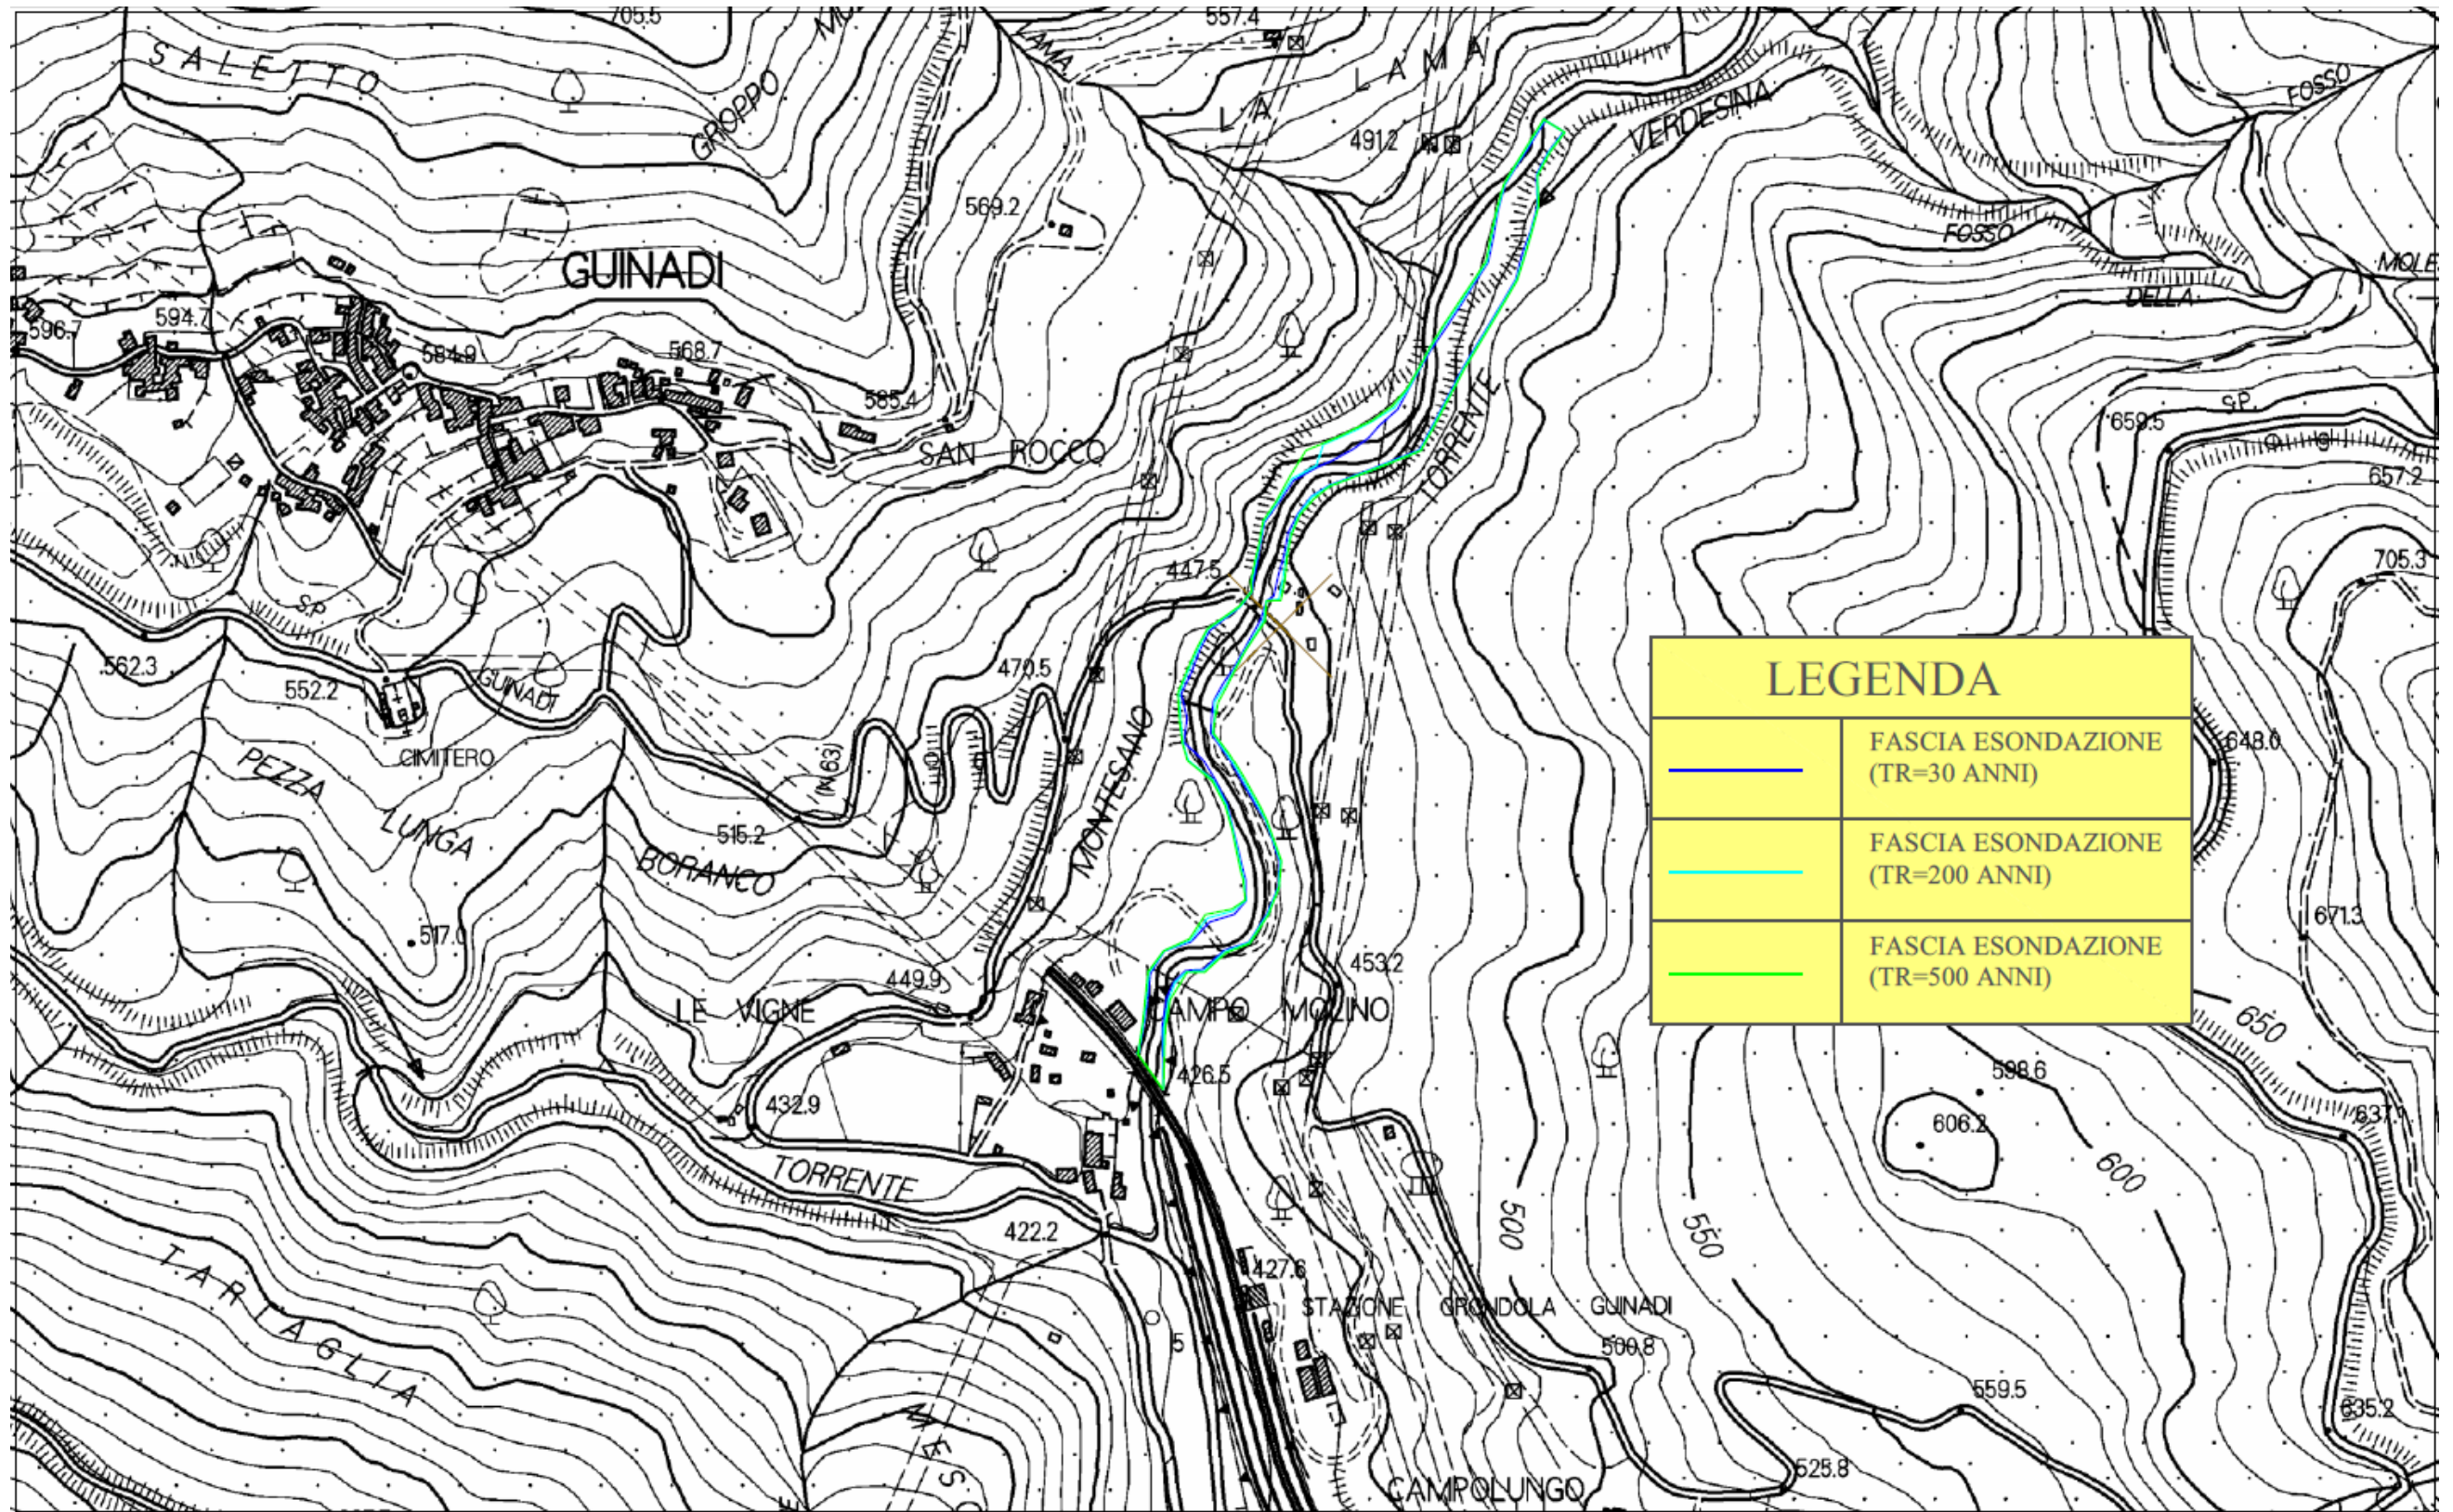 705.5
557.4
SALETTO
LAMA
LA LAMA
GROPPO
4912
VERDESINA
FOSSO
569.2
GUINADI
FOSSO
DELLA
596.7
594.7
584.9
568.7
585.4
SAN ROCCO
TORRENTE
S.P.
659.5
657.2
447.5
705.3
S.P.
562.3
552.2
GUINADI
470.5
CIMITERO
PEZZA
LUNGA
(N 63)
MONTESANO
515.2
BORANCO
648.0
LEGENDA
FASCIA ESONDAZIONE
(TR=30 ANNI)
FASCIA ESONDAZIONE
(TR=200 ANNI)
FASCIA ESONDAZIONE
(TR=500 ANNI)
671.3
517.0
449.9
453.2
LE VIGNE
CAMPO MOLINO
650
426.5
432.9
598.6
606.2
637.1
600
TORRENTE
422.2
500
550
427.6
TARTAGLIA
STAZIONE GRONDOLA GUINADI
5
500.8
559.5
635.2
525.8
CAMPOLUNGO